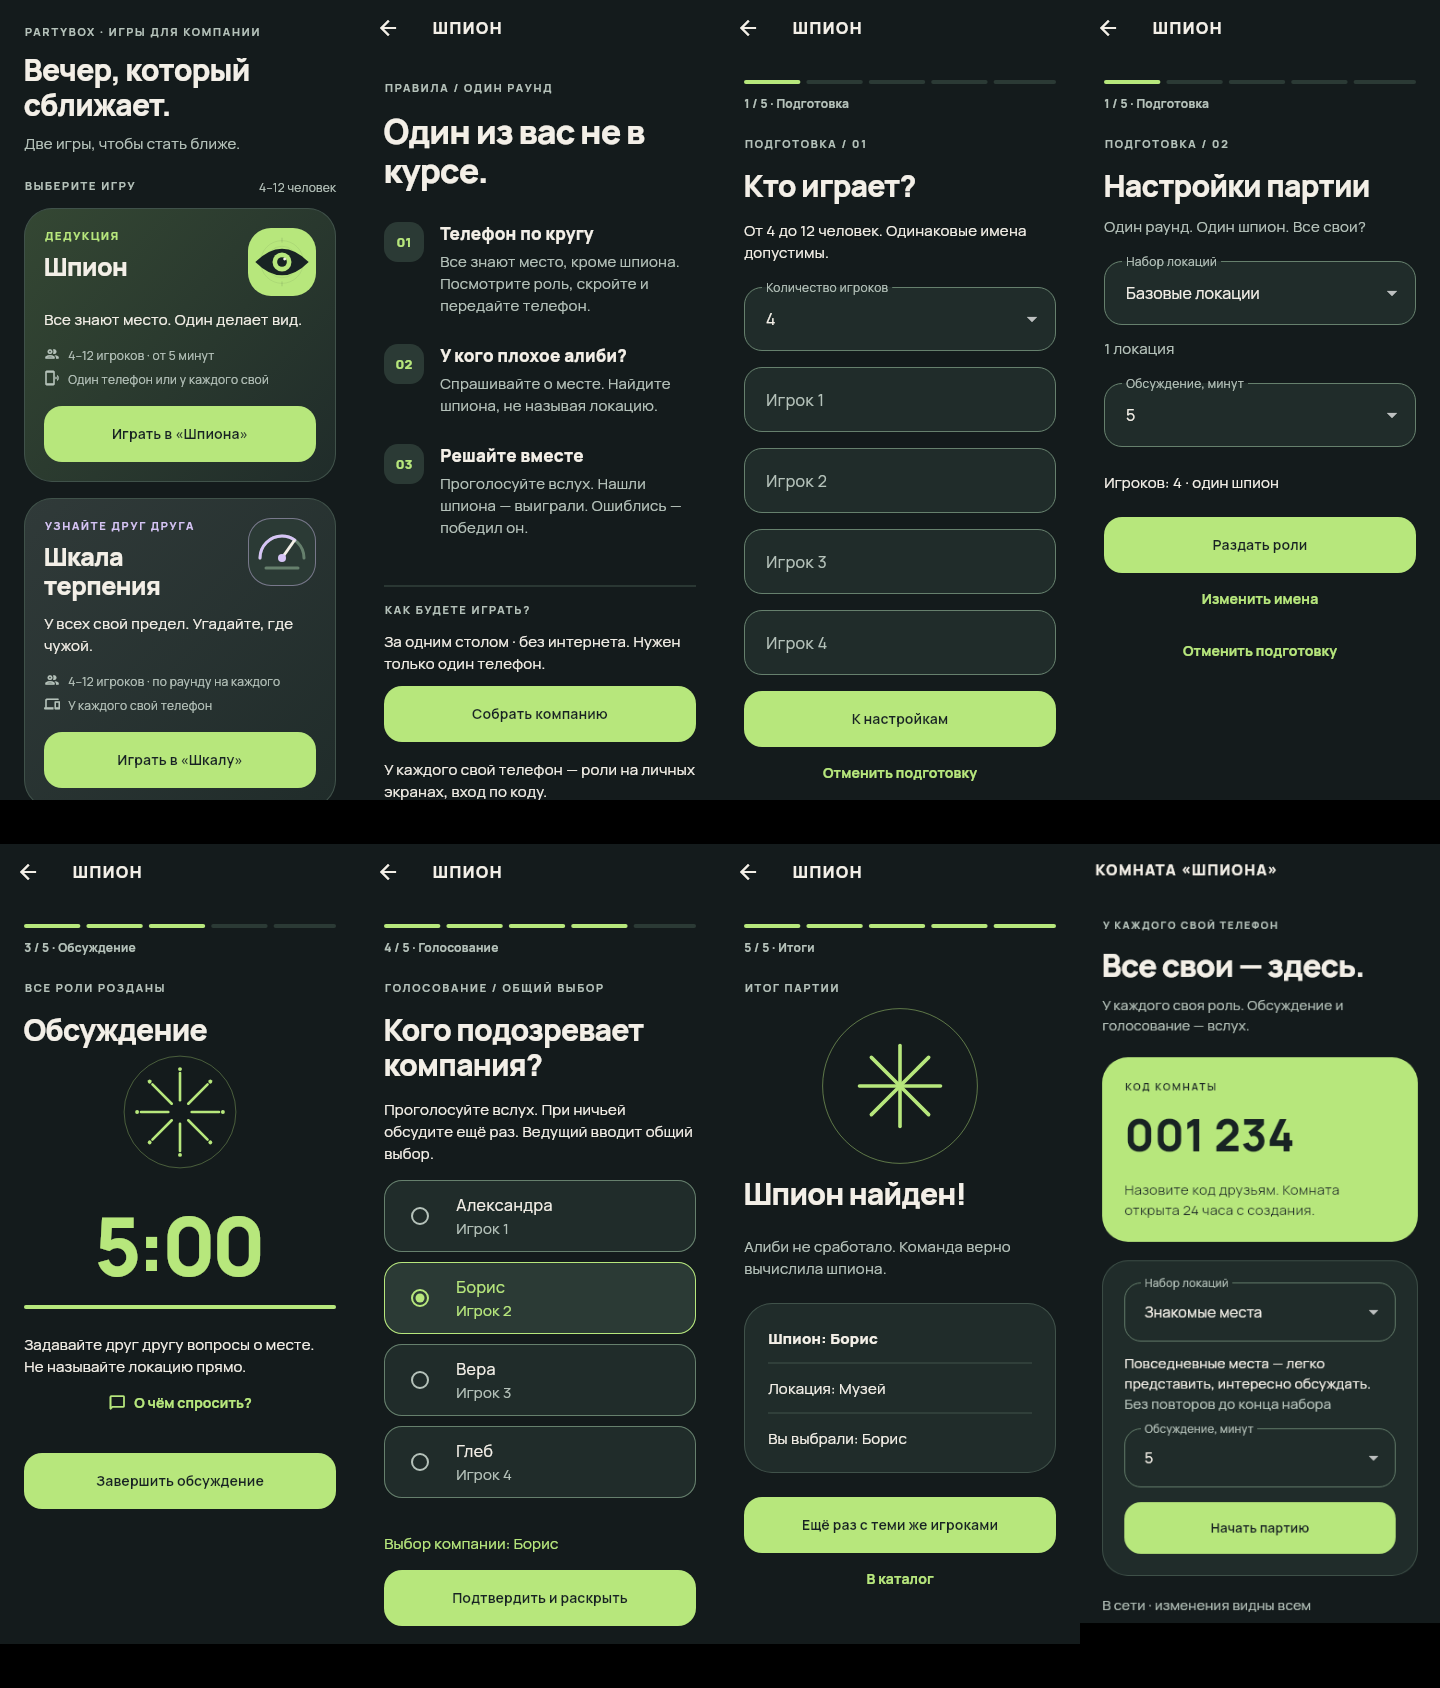 PARTYBOX · ИГРЫ ДЛЯ КОМПАНИИ
Вечер, который
сближает.
Две игры, чтобы стать ближе.
ВЫБЕРИТЕ ИГРУ
4–12 человек
ДЕДУКЦИЯ
Шпион
Все знают место. Один делает вид.
4–12 игроков · от 5 минут
Один телефон или у каждого свой
Играть в «Шпиона»
УЗНАЙТЕ ДРУГ ДРУГА
Шкала
терпения
У всех свой предел. Угадайте, где
чужой.
4–12 игроков · по раунду на каждого
У каждого свой телефон
Играть в «Шкалу»
ШПИОН
ПРАВИЛА / ОДИН РАУНД
Один из вас не в
курсе.
01
Телефон по кругу
Все знают место, кроме шпиона.
Посмотрите роль, скройте и
передайте телефон.
02
У кого плохое алиби?
Спрашивайте о месте. Найдите
шпиона, не называя локацию.
03
Решайте вместе
Проголосуйте вслух. Нашли
шпиона — выиграли. Ошиблись —
победил он.
КАК БУДЕТЕ ИГРАТЬ?
За одним столом · без интернета. Нужен
только один телефон.
Собрать компанию
У каждого свой телефон — роли на личных
экранах, вход по коду.
ШПИОН
1 / 5 · Подготовка
ПОДГОТОВКА / 01
Кто играет?
От 4 до 12 человек. Одинаковые имена
допустимы.
Количество игроков
4
Игрок 1
Игрок 2
Игрок 3
Игрок 4
К настройкам
Отменить подготовку
ШПИОН
1 / 5 · Подготовка
ПОДГОТОВКА / 02
Настройки партии
Один раунд. Один шпион. Все свои?
Набор локаций
Базовые локации
1 локация
Обсуждение, минут
5
Игроков: 4 · один шпион
Раздать роли
Изменить имена
Отменить подготовку
ШПИОН
3 / 5 · Обсуждение
ВСЕ РОЛИ РОЗДАНЫ
Обсуждение
5:00
Задавайте друг другу вопросы о месте.
Не называйте локацию прямо.
О чём спросить?
Завершить обсуждение
ШПИОН
4 / 5 · Голосование
ГОЛОСОВАНИЕ / ОБЩИЙ ВЫБОР
Кого подозревает
компания?
Проголосуйте вслух. При ничьей
обсудите ещё раз. Ведущий вводит общий
выбор.
Александра
Игрок 1
Борис
Игрок 2
Вера
Игрок 3
Глеб
Игрок 4
Выбор компании: Борис
Подтвердить и раскрыть
ШПИОН
5 / 5 · Итоги
ИТОГ ПАРТИИ
Шпион найден!
Алиби не сработало. Команда верно
вычислила шпиона.
Шпион: Борис
Локация: Музей
Вы выбрали: Борис
Ещё раз с теми же игроками
В каталог
КОМНАТА «ШПИОНА»
У КАЖДОГО СВОЙ ТЕЛЕФОН
Все свои — здесь.
У каждого своя роль. Обсуждение и
голосование — вслух.
КОД КОМНАТЫ
001 234
Назовите код друзьям. Комната
открыта 24 часа с создания.
Набор локаций
Знакомые места
Повседневные места — легко
представить, интересно обсуждать.
Без повторов до конца набора
Обсуждение, минут
5
Начать партию
В сети · изменения видны всем